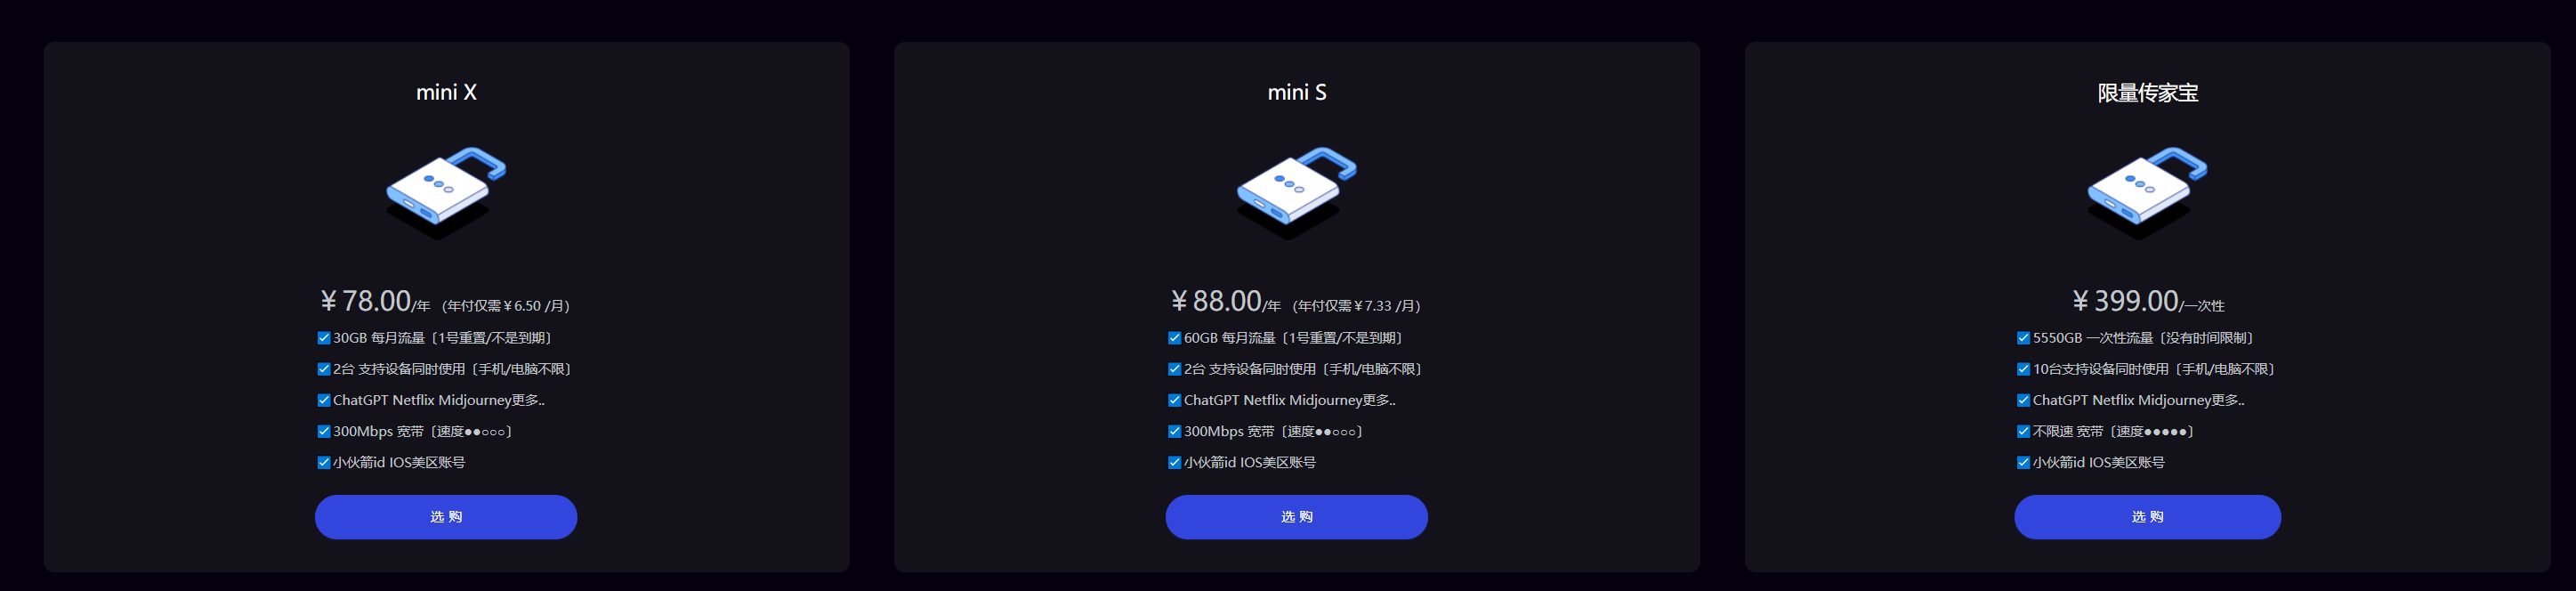 mini X
¥78.00/年 （年付仅需￥6.50 /月）
30GB 每月流量〔1号重置/不是到期〕
2台 支持设备同时使用〔手机/电脑不限〕
ChatGPT Netflix Midjourney更多..
300Mbps 宽带〔速度●●○○○〕
小伙箭id IOS美区账号
选 购
mini S
¥88.00/年 （年付仅需￥7.33 /月）
60GB 每月流量〔1号重置/不是到期〕
2台 支持设备同时使用〔手机/电脑不限〕
ChatGPT Netflix Midjourney更多..
300Mbps 宽带〔速度●●○○○〕
小伙箭id IOS美区账号
选 购
限量传家宝
¥399.00/一次性
5550GB 一次性流量〔没有时间限制〕
10台支持设备同时使用〔手机/电脑不限〕
ChatGPT Netflix Midjourney更多..
不限速 宽带〔速度●●●●●〕
小伙箭id IOS美区账号
选 购